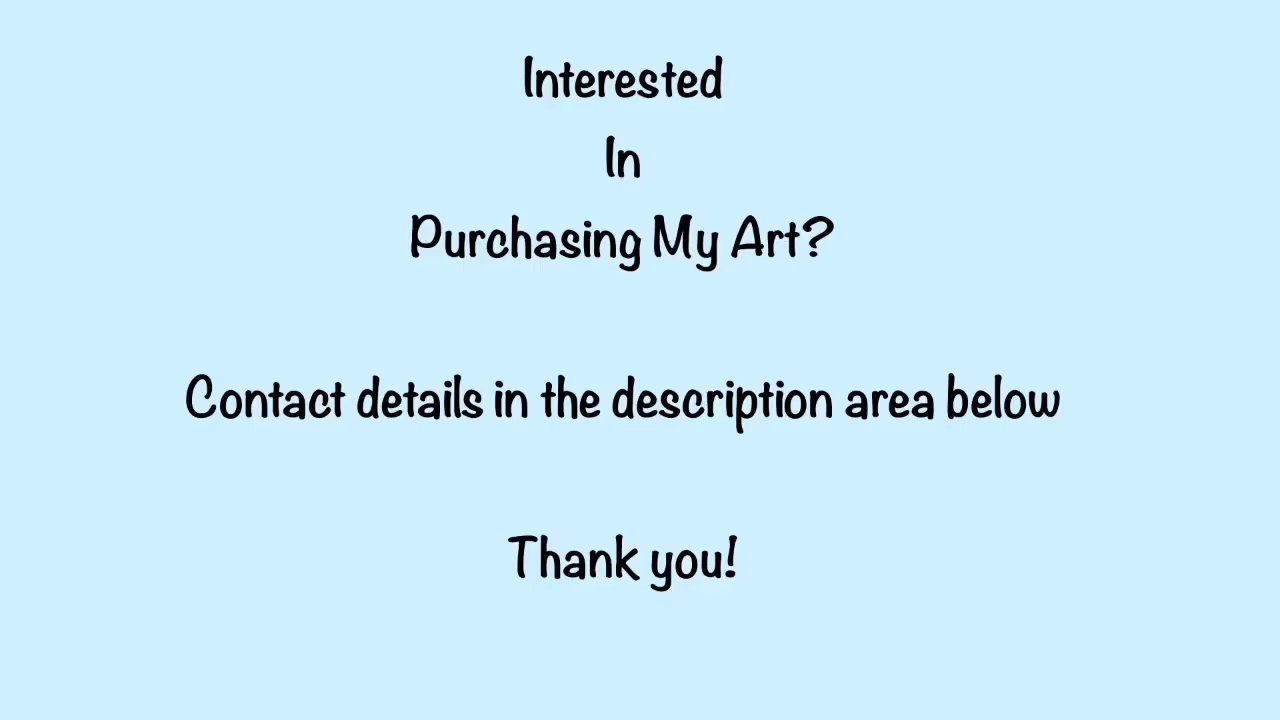 Interested
In
Purchasing My Art?
Contact details in the description area below
Thank you!